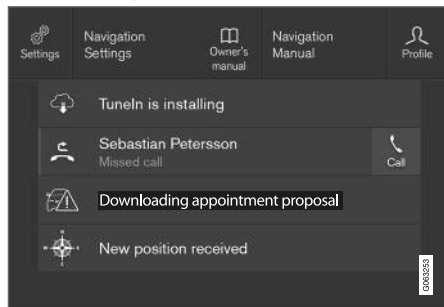 Settings
Navigation
Settings
Owner's
manual
Navigation
Manual
Profile
TuneIn is installing
Sebastian Petersson
Missed call
Call
Downloading appointment proposal
New position received
G063253